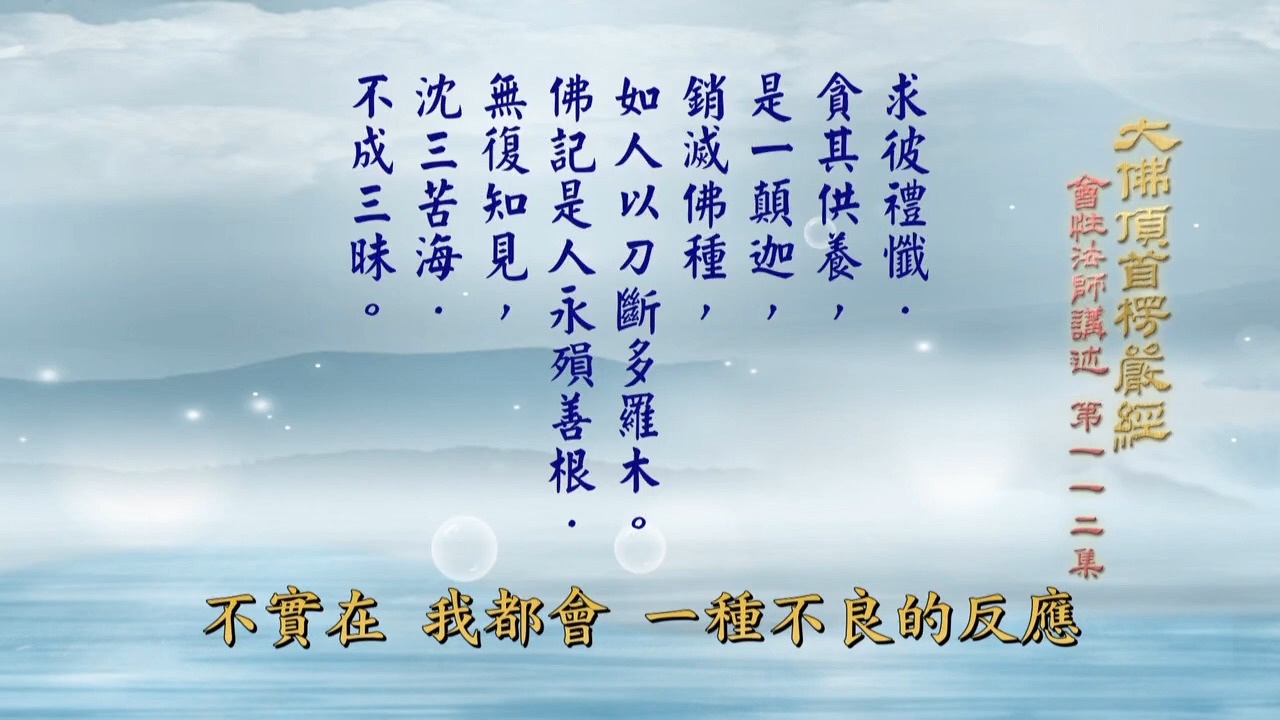 大佛頂首楞嚴經
會性法師講述 第一一二集
求彼禮懺．
貪其供養，
是一顛迦，
銷滅佛種，
如人以刀斷多羅木。
佛記是人永殞善根．
無復知見，
沈三苦海．
不成三昧。
不實在 我都會 一種不良的反應